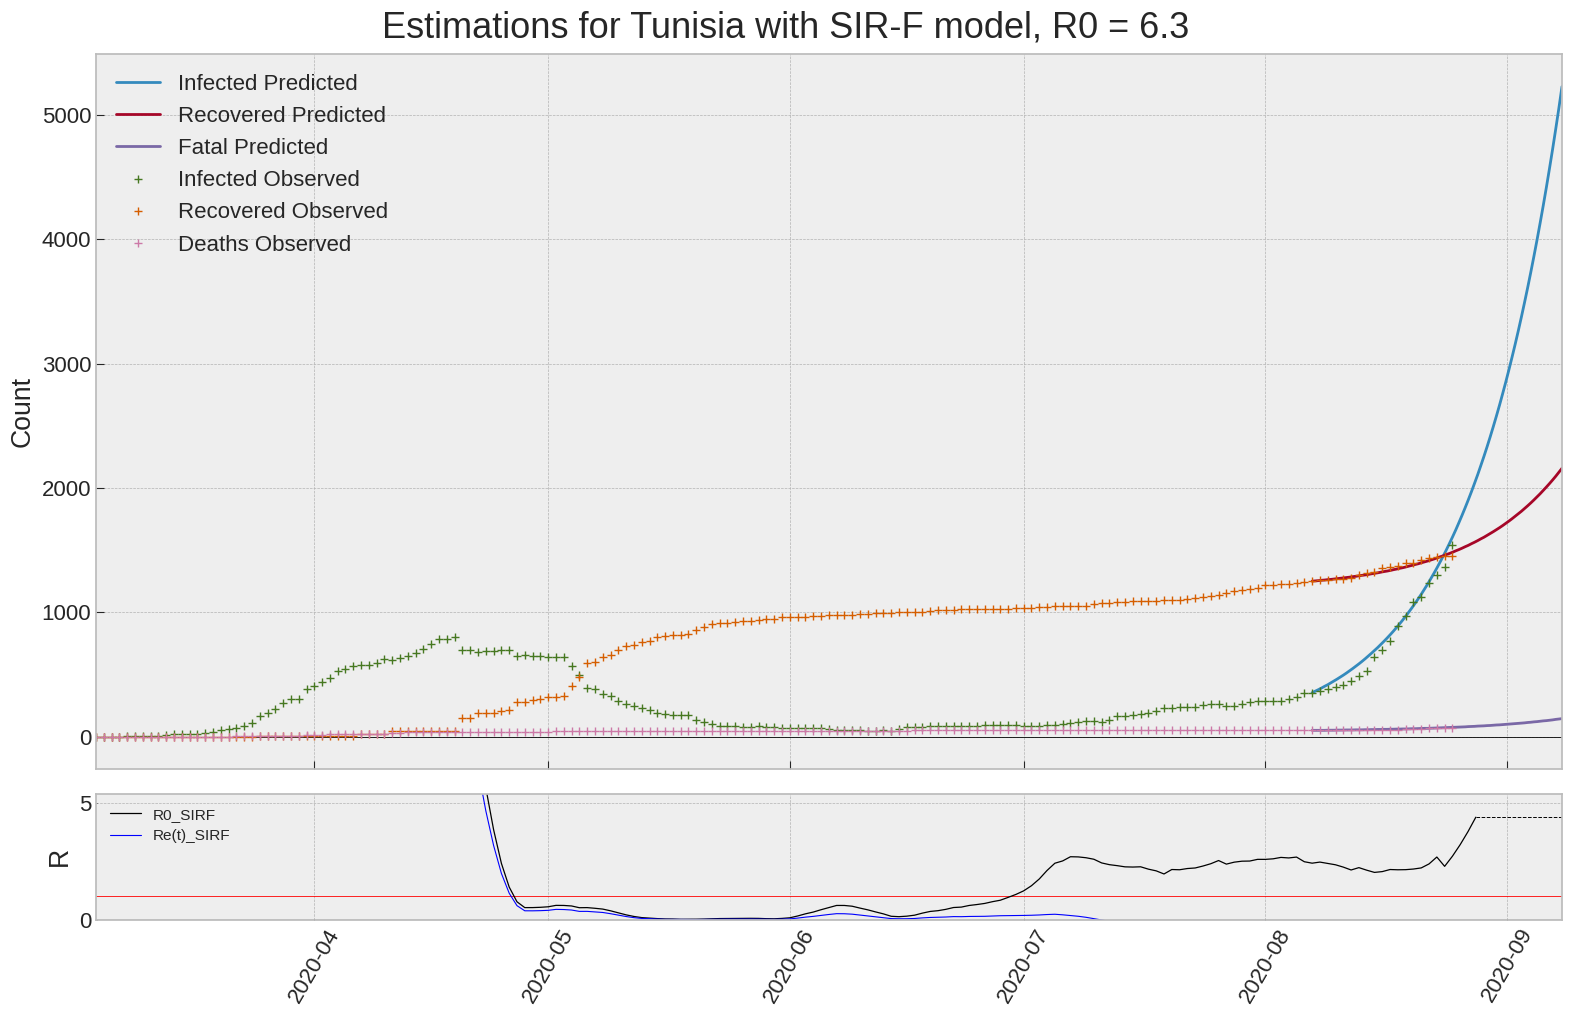 Estimations for Tunisia with SIR-F model, R0 = 6.3
Infected Predicted
Recovered Predicted
Fatal Predicted
Infected Observed
Recovered Observed
Deaths Observed
5000
4000
3000
2000
1000
0
Count
R0_SIRF
Re(t)_SIRF
5
0
R
2020-04
2020-05
2020-06
2020-07
2020-08
2020-09